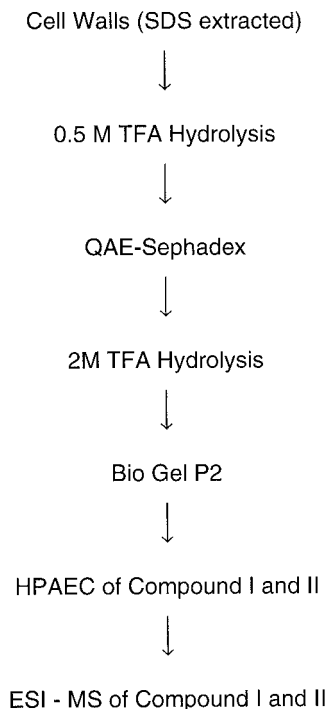 Cell Walls (SDS extracted)
↓
0.5 M TFA Hydrolysis
↓
QAE-Sephadex
↓
2M TFA Hydrolysis
↓
Bio Gel P2
↓
HPAEC of Compound I and II
↓
ESI - MS of Compound I and II